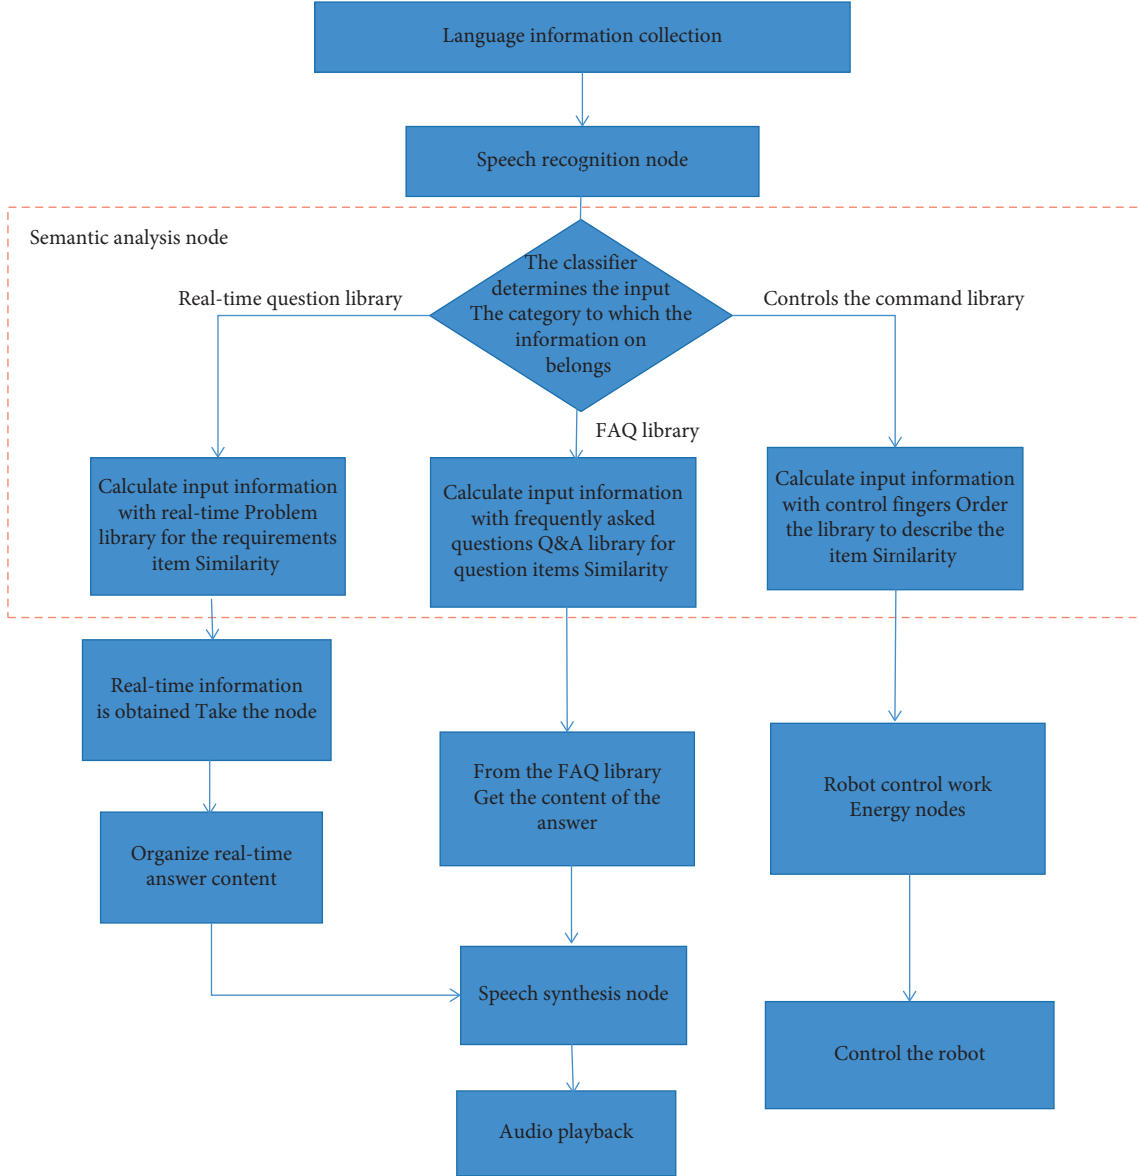 Language information collection
Speech recognition node
Semantic analysis node
The classifier
determines the input
The category to which the
information on
belongs
Real-time question library
Controls the command library
FAQ library
Calculate input information
with real-time Problem
library for the requirements
item Similarity
Calculate input information
with frequently asked
questions Q&A library for
question items Similarity
Calculate input information
with control fingers Order
the library to describe the
item Similarity
Real-time information
is obtained Take the node
From the FAQ library
Get the content of the
answer
Robot control work
Energy nodes
Organize real-time
answer content
Speech synthesis node
Control the robot
Audio playback